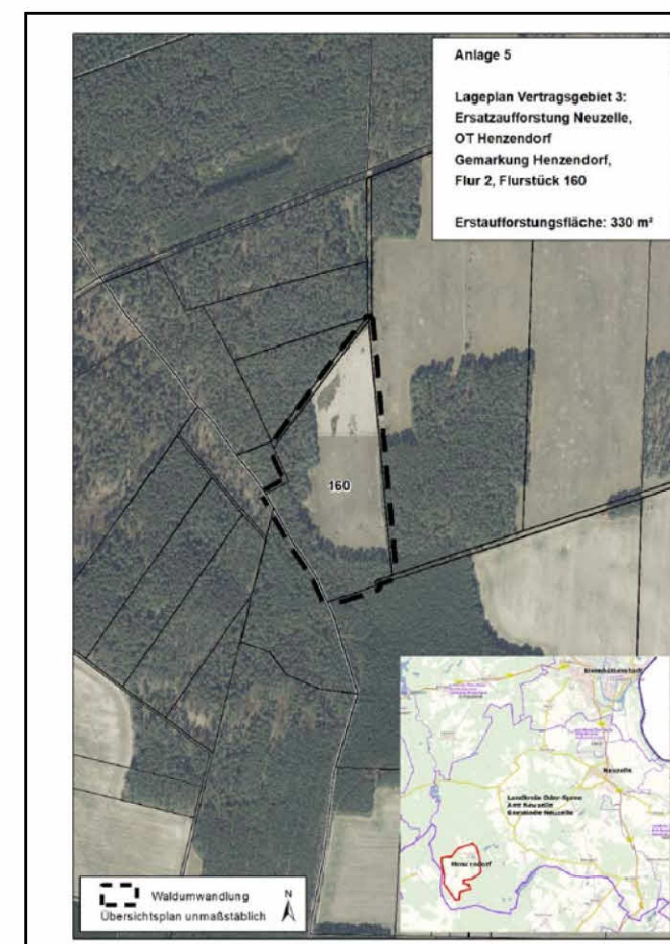 Anlage 5
Lageplan Vertragsgebiet 3:
Ersatzaufforstung Neuzelle,
OT Henzendorf
Gemarkung Henzendorf,
Flur 2, Flurstück 160
Erstaufforstungsfläche: 330 m²
160
Eisenhüttenstadt
Neuzelle
Landkreis Oder-Spree
Amt Neuzelle
Gemeinde Neuzelle
Henzendorf
Waldumwandlung
Übersichtsplan unmaßstäblich
N